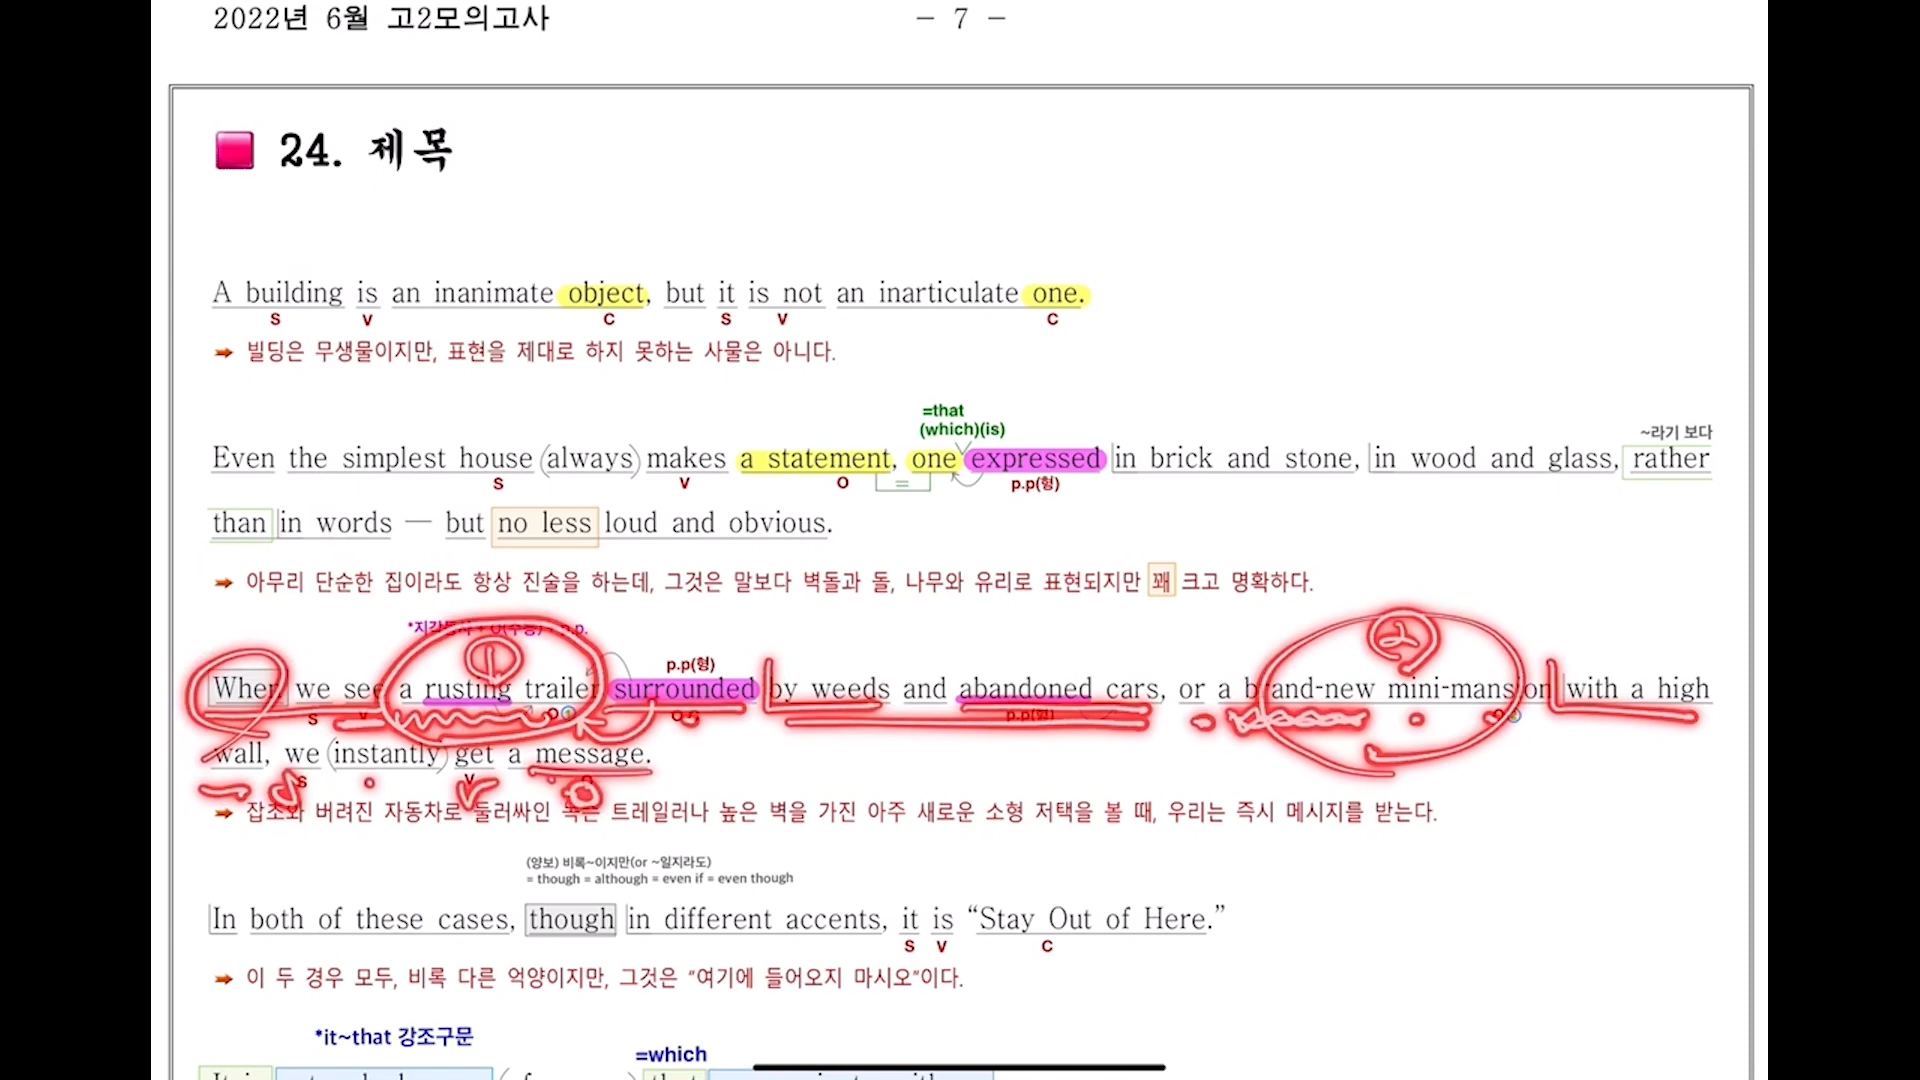 2022년 6월 고2모의고사
- 7 -
24. 제목
A building is an inanimate object, but it is not an inarticulate one.
S V C S V C
➡ 빌딩은 무생물이지만, 표현을 제대로 하지 못하는 사물은 아니다.
=that
(which)(is)
~라기 보다
Even the simplest house (always) makes a statement, one expressed in brick and stone, in wood and glass, rather
S V O = p.p(형)
than in words — but no less loud and obvious.
➡ 아무리 단순한 집이라도 항상 진술을 하는데, 그것은 말보다 벽돌과 돌, 나무와 유리로 표현되지만 꽤 크고 명확하다.
*지각동사 + O(수동) + p.p.
① ②
p.p(형)
When we see a rusting trailer surrounded by weeds and abandoned cars, or a brand-new mini-mansion with a high
S V O① p.p(형) ②
wall, we (instantly) get a message.
S V O
➡ 잡초와 버려진 자동차로 둘러싸인 녹슨 트레일러나 높은 벽을 가진 아주 새로운 소형 저택을 볼 때, 우리는 즉시 메시지를 받는다.
(양보) 비록~이지만(or ~일지라도)
= though = although = even if = even though
In both of these cases, though in different accents, it is “Stay Out of Here.”
S V C
➡ 이 두 경우 모두, 비록 다른 억양이지만, 그것은 "여기에 들어오지 마시오"이다.
*it~that 강조구문
=which